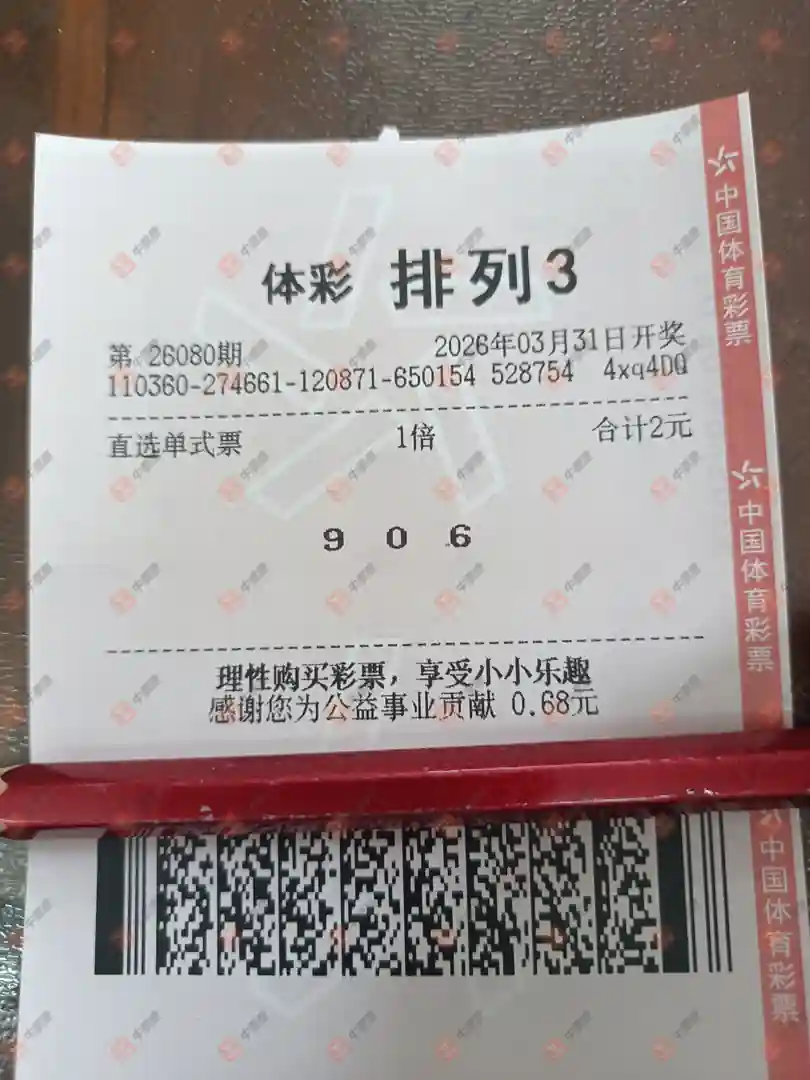 体彩 排列3
第 26080期 2026年03月31日开奖
110360-274661-120871-650154 528754 4xq4DQ
直选单式票 1倍 合计2元
9 0 6
理性购买彩票，享受小小乐趣
感谢您为公益事业贡献 0.68元
中国体育彩票
中国体育彩票
中国体育彩票